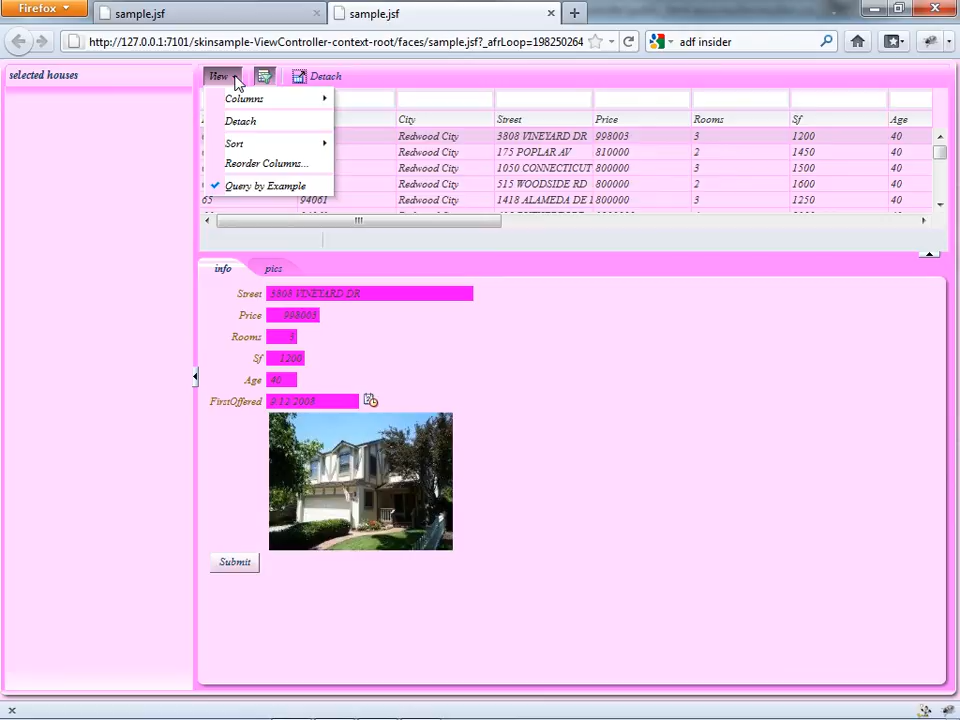 Firefox
sample.jsf
sample.jsf
http://127.0.0.1:7101/skinsample-ViewController-context-root/faces/sample.jsf?_afrLoop=198250264
adf insider
selected houses
View
Detach
Columns
Detach
Sort
Reorder Columns...
Query by Example
City Street Price Rooms Sf Age
Redwood City 3808 VINEYARD DR 998003 3 1200 40
Redwood City 175 POPLAR AV 810000 2 1450 40
Redwood City 1050 CONNECTICUT 800000 3 1500 40
Redwood City 515 WOODSIDE RD 800000 2 1600 40
65 94061 Redwood City 1418 ALAMEDA DE 1 800000 3 1250 40
info
pics
Street 3808 VINEYARD DR
Price 998003
Rooms 3
Sf 1200
Age 40
FirstOffered 9.12.2008
Submit